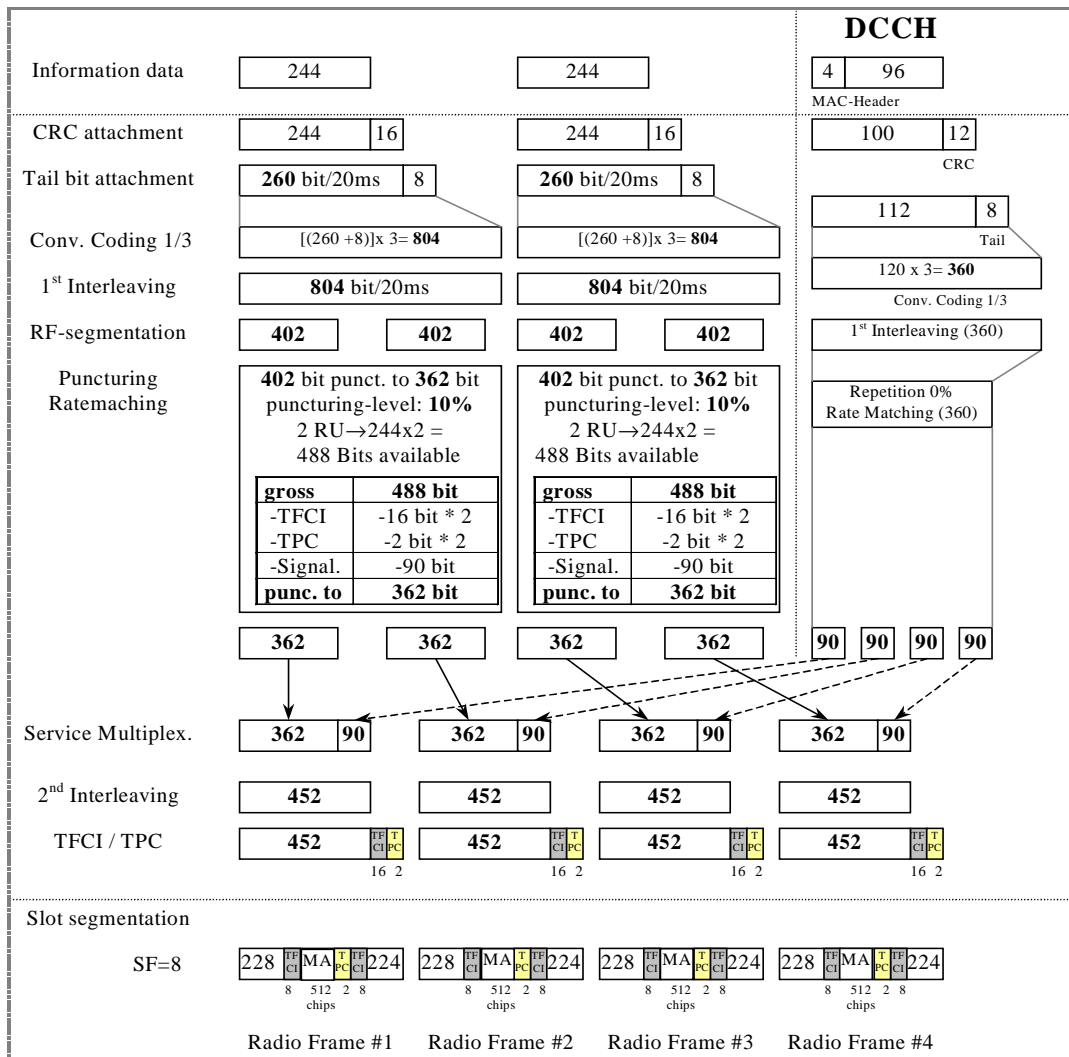 DCCH
Information data 244 244 4 96
MAC-Header
CRC attachment 244 16 244 16 100 12
CRC
Tail bit attachment 260 bit/20ms 8 260 bit/20ms 8
112 8
Tail
Conv. Coding 1/3 [(260 +8)]x 3= 804 [(260 +8)]x 3= 804
120 x 3= 360
Conv. Coding 1/3
1st Interleaving 804 bit/20ms 804 bit/20ms
RF-segmentation 402 402 402 402 1st Interleaving (360)
Puncturing
Ratemaching
402 bit punct. to 362 bit
puncturing-level: 10%
2 RU→244x2 =
488 Bits available
gross 488 bit
-TFCI -16 bit * 2
-TPC -2 bit * 2
-Signal. -90 bit
punc. to 362 bit
402 bit punct. to 362 bit
puncturing-level: 10%
2 RU→244x2 =
488 Bits available
gross 488 bit
-TFCI -16 bit * 2
-TPC -2 bit * 2
-Signal. -90 bit
punc. to 362 bit
Repetition 0%
Rate Matching (360)
362 362 362 362 90 90 90 90
Service Multiplex. 362 90 362 90 362 90 362 90
2nd Interleaving 452 452 452 452
TFCI / TPC 452 TFCI TPC 452 TFCI TPC 452 TFCI TPC 452 TFCI TPC
16 2 16 2 16 2 16 2
Slot segmentation
SF=8 228 TFCI MA TPC TFCI 224 228 TFCI MA TPC TFCI 224 228 TFCI MA TPC TFCI 224 228 TFCI MA TPC TFCI 224
8 512 2 8 8 512 2 8 8 512 2 8 8 512 2 8
chips chips chips chips
Radio Frame #1 Radio Frame #2 Radio Frame #3 Radio Frame #4